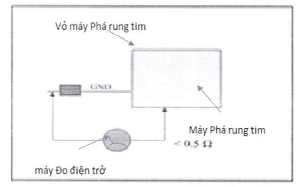 Vỏ máy Phá rung tim
GND
Máy Phá rung tim
< 0.5 Ω
máy Đo điện trở